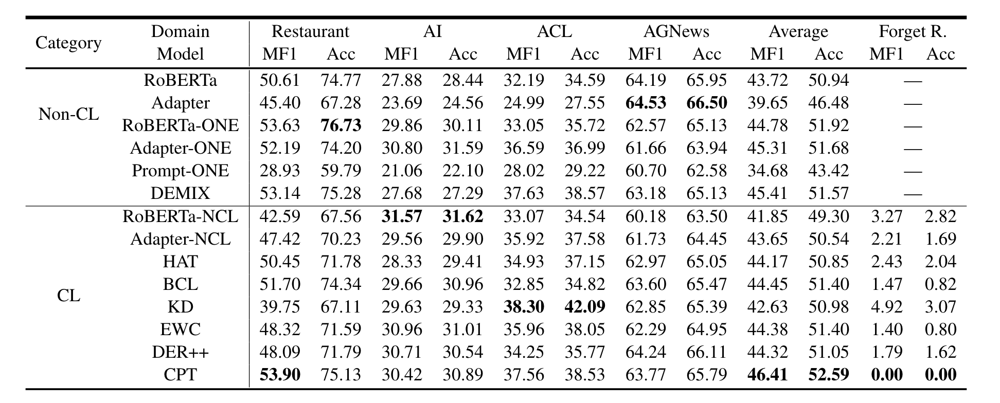 Category Domain Restaurant AI ACL AGNews Average Forget R.
Model MF1 Acc MF1 Acc MF1 Acc MF1 Acc MF1 Acc MF1 Acc
Non-CL
RoBERTa 50.61 74.77 27.88 28.44 32.19 34.59 64.19 65.95 43.72 50.94 —
Adapter 45.40 67.28 23.69 24.56 24.99 27.55 64.53 66.50 39.65 46.48 —
RoBERTa-ONE 53.63 76.73 29.86 30.11 33.05 35.72 62.57 65.13 44.78 51.92 —
Adapter-ONE 52.19 74.20 30.80 31.59 36.59 36.99 61.66 63.94 45.31 51.68 —
Prompt-ONE 28.93 59.79 21.06 22.10 28.02 29.22 60.70 62.58 34.68 43.42 —
DEMIX 53.14 75.28 27.68 27.29 37.63 38.57 63.18 65.13 45.41 51.57 —
CL
RoBERTa-NCL 42.59 67.56 31.57 31.62 33.07 34.54 60.18 63.50 41.85 49.30 3.27 2.82
Adapter-NCL 47.42 70.23 29.56 29.90 35.92 37.58 61.73 64.45 43.65 50.54 2.21 1.69
HAT 50.45 71.78 28.33 29.41 34.93 37.15 62.97 65.05 44.17 50.85 2.43 2.04
BCL 51.70 74.34 29.66 30.96 32.85 34.82 63.60 65.47 44.45 51.40 1.47 0.82
KD 39.75 67.11 29.63 29.33 38.30 42.09 62.85 65.39 42.63 50.98 4.92 3.07
EWC 48.32 71.59 30.96 31.01 35.96 38.05 62.29 64.95 44.38 51.40 1.40 0.80
DER++ 48.09 71.79 30.71 30.54 34.25 35.77 64.24 66.11 44.32 51.05 1.79 1.62
CPT 53.90 75.13 30.42 30.89 37.56 38.53 63.77 65.79 46.41 52.59 0.00 0.00